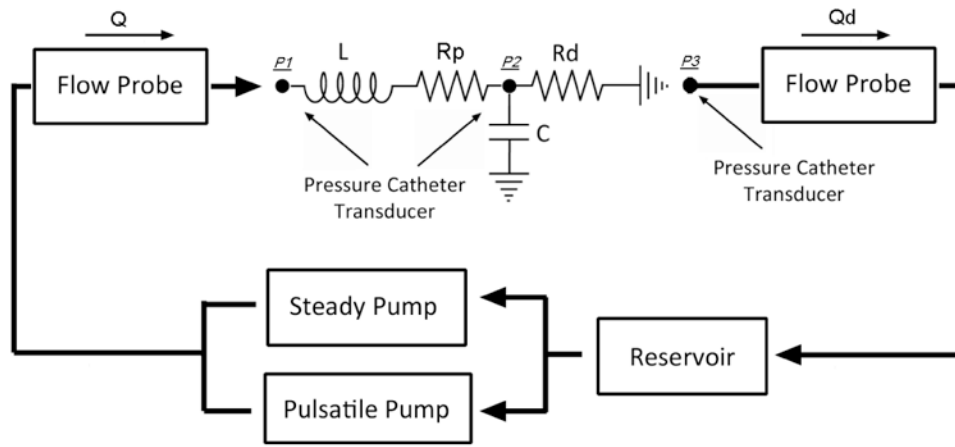 Q
Qd
Flow Probe
P1
L
Rp
P2
Rd
P3
Flow Probe
C
Pressure Catheter
Transducer
Pressure Catheter
Transducer
Steady Pump
Reservoir
Pulsatile Pump